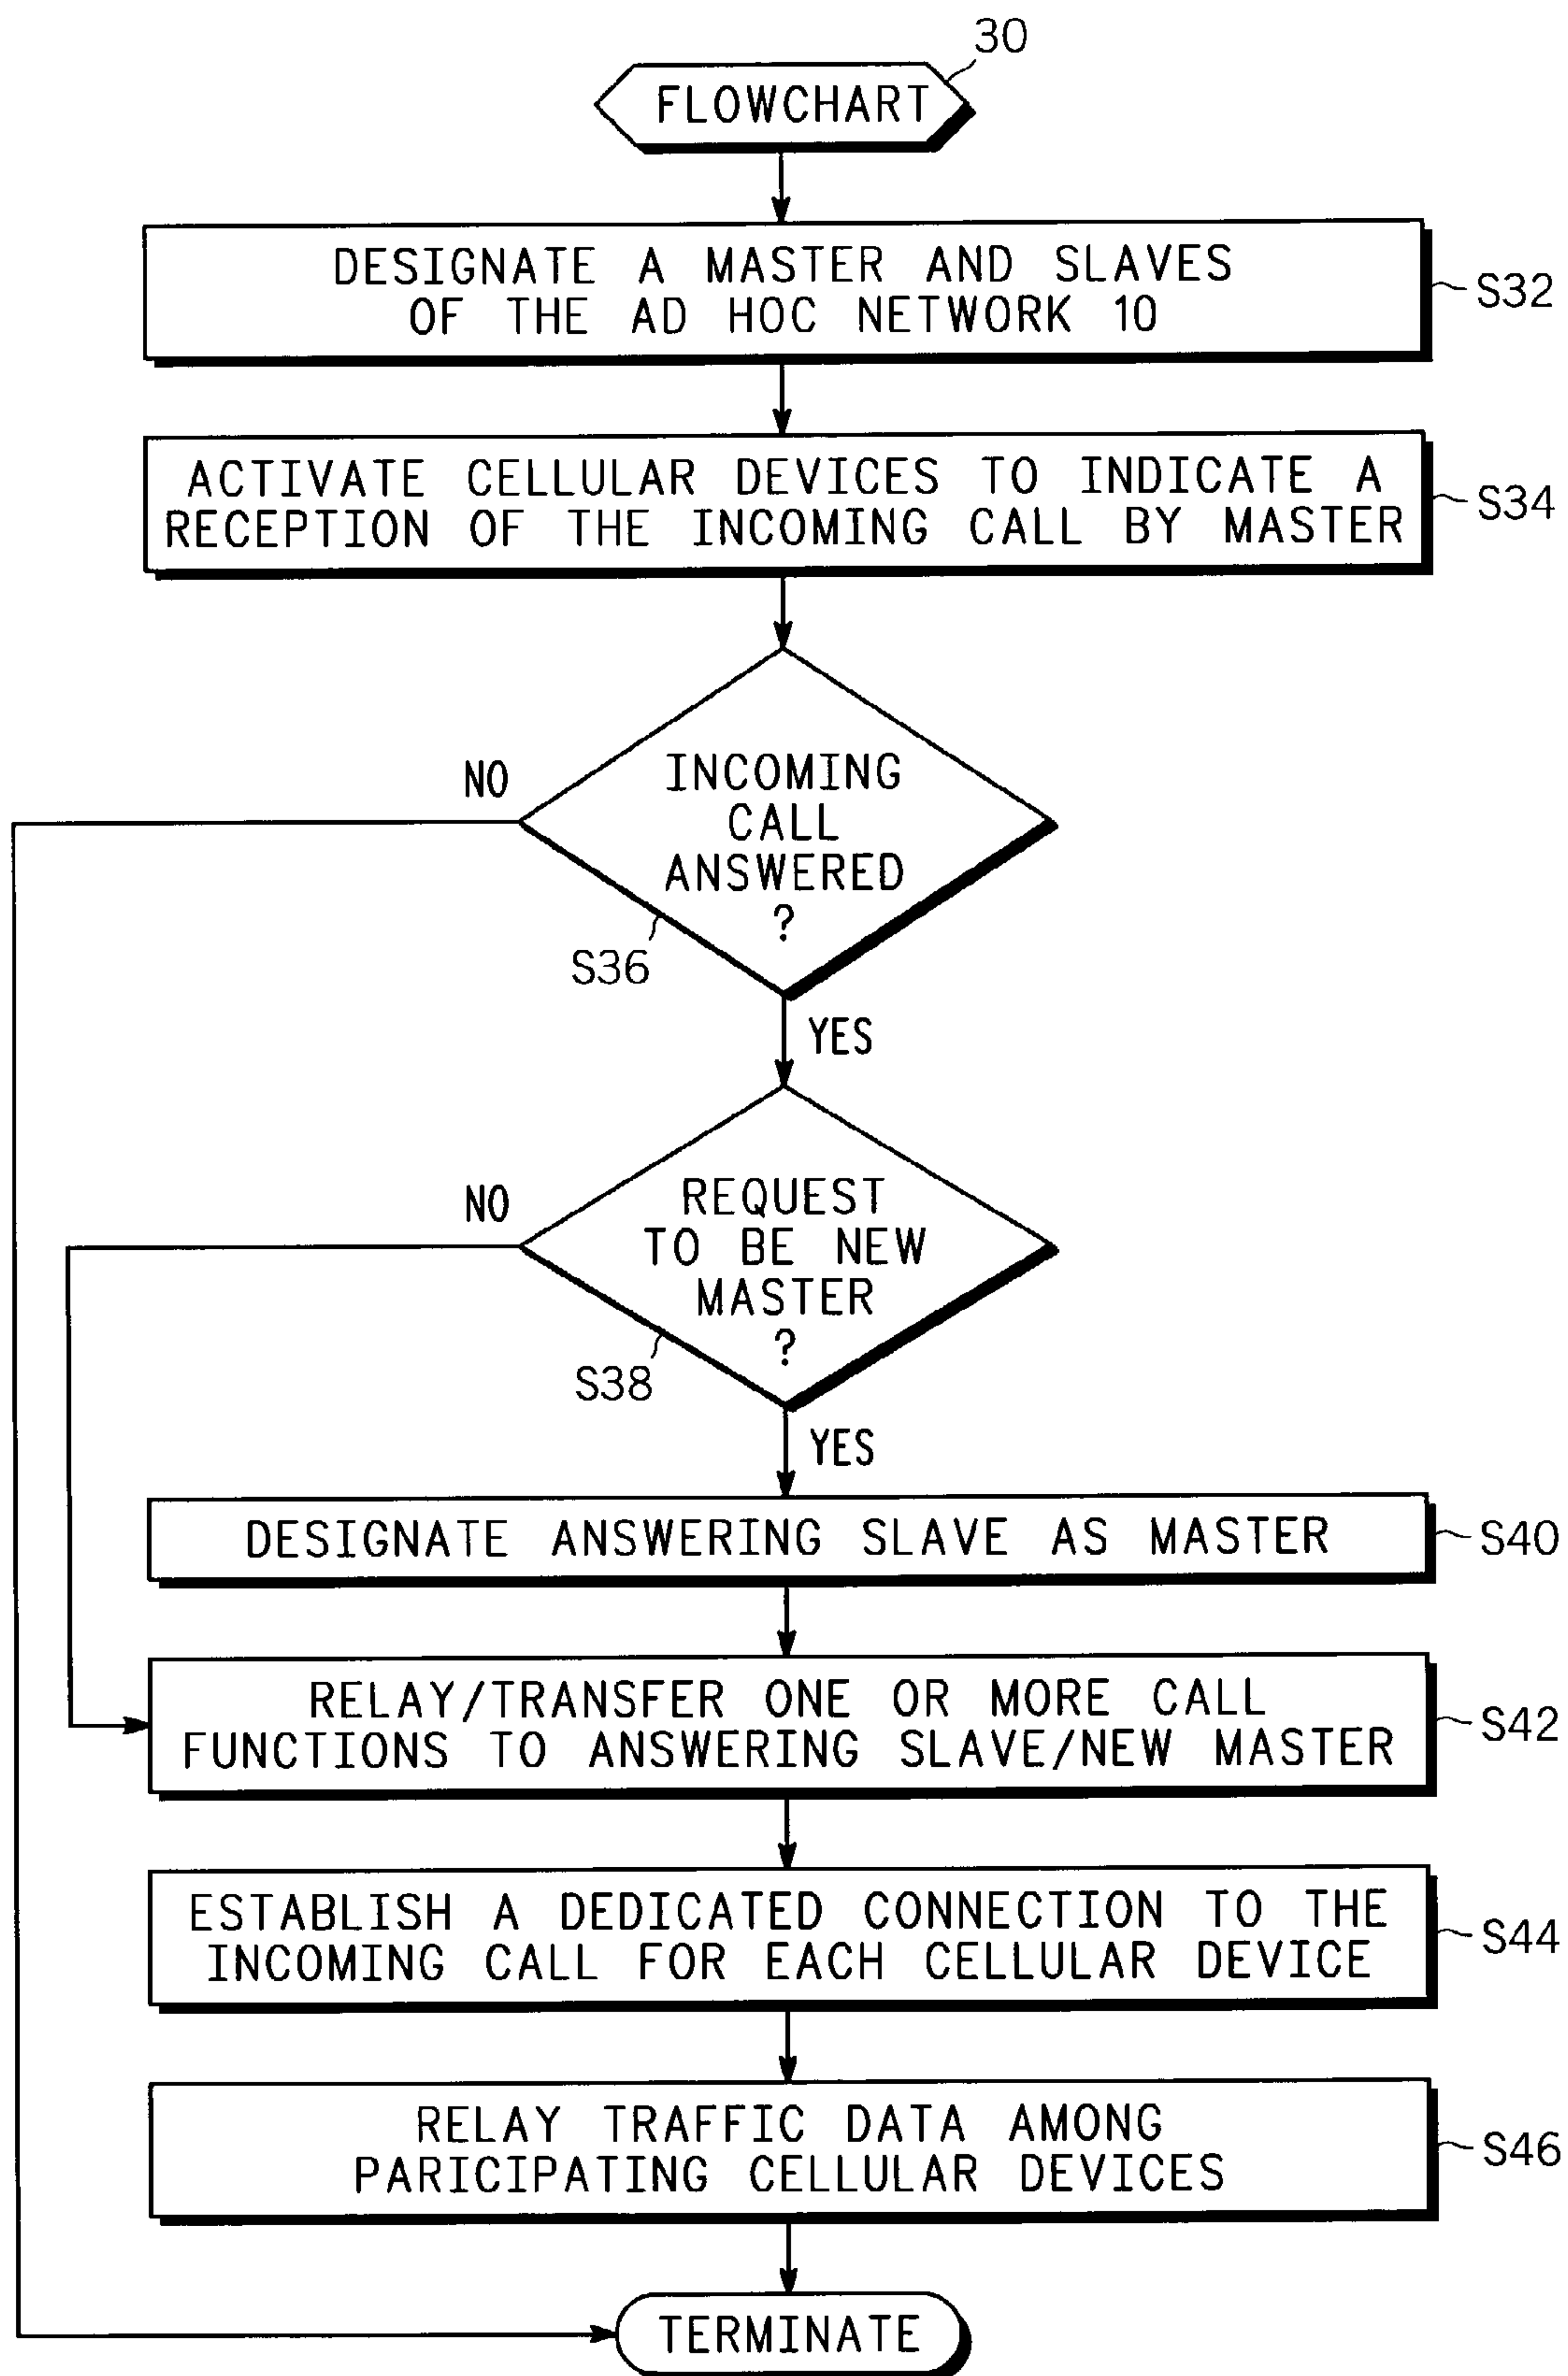 30
FLOWCHART
DESIGNATE A MASTER AND SLAVES
OF THE AD HOC NETWORK 10
S32
ACTIVATE CELLULAR DEVICES TO INDICATE A
RECEPTION OF THE INCOMING CALL BY MASTER
S34
NO
INCOMING
CALL
ANSWERED
?
S36
YES
NO
REQUEST
TO BE NEW
MASTER
?
S38
YES
DESIGNATE ANSWERING SLAVE AS MASTER
S40
RELAY/TRANSFER ONE OR MORE CALL
FUNCTIONS TO ANSWERING SLAVE/NEW MASTER
S42
ESTABLISH A DEDICATED CONNECTION TO THE
INCOMING CALL FOR EACH CELLULAR DEVICE
S44
RELAY TRAFFIC DATA AMONG
PARICIPATING CELLULAR DEVICES
S46
TERMINATE